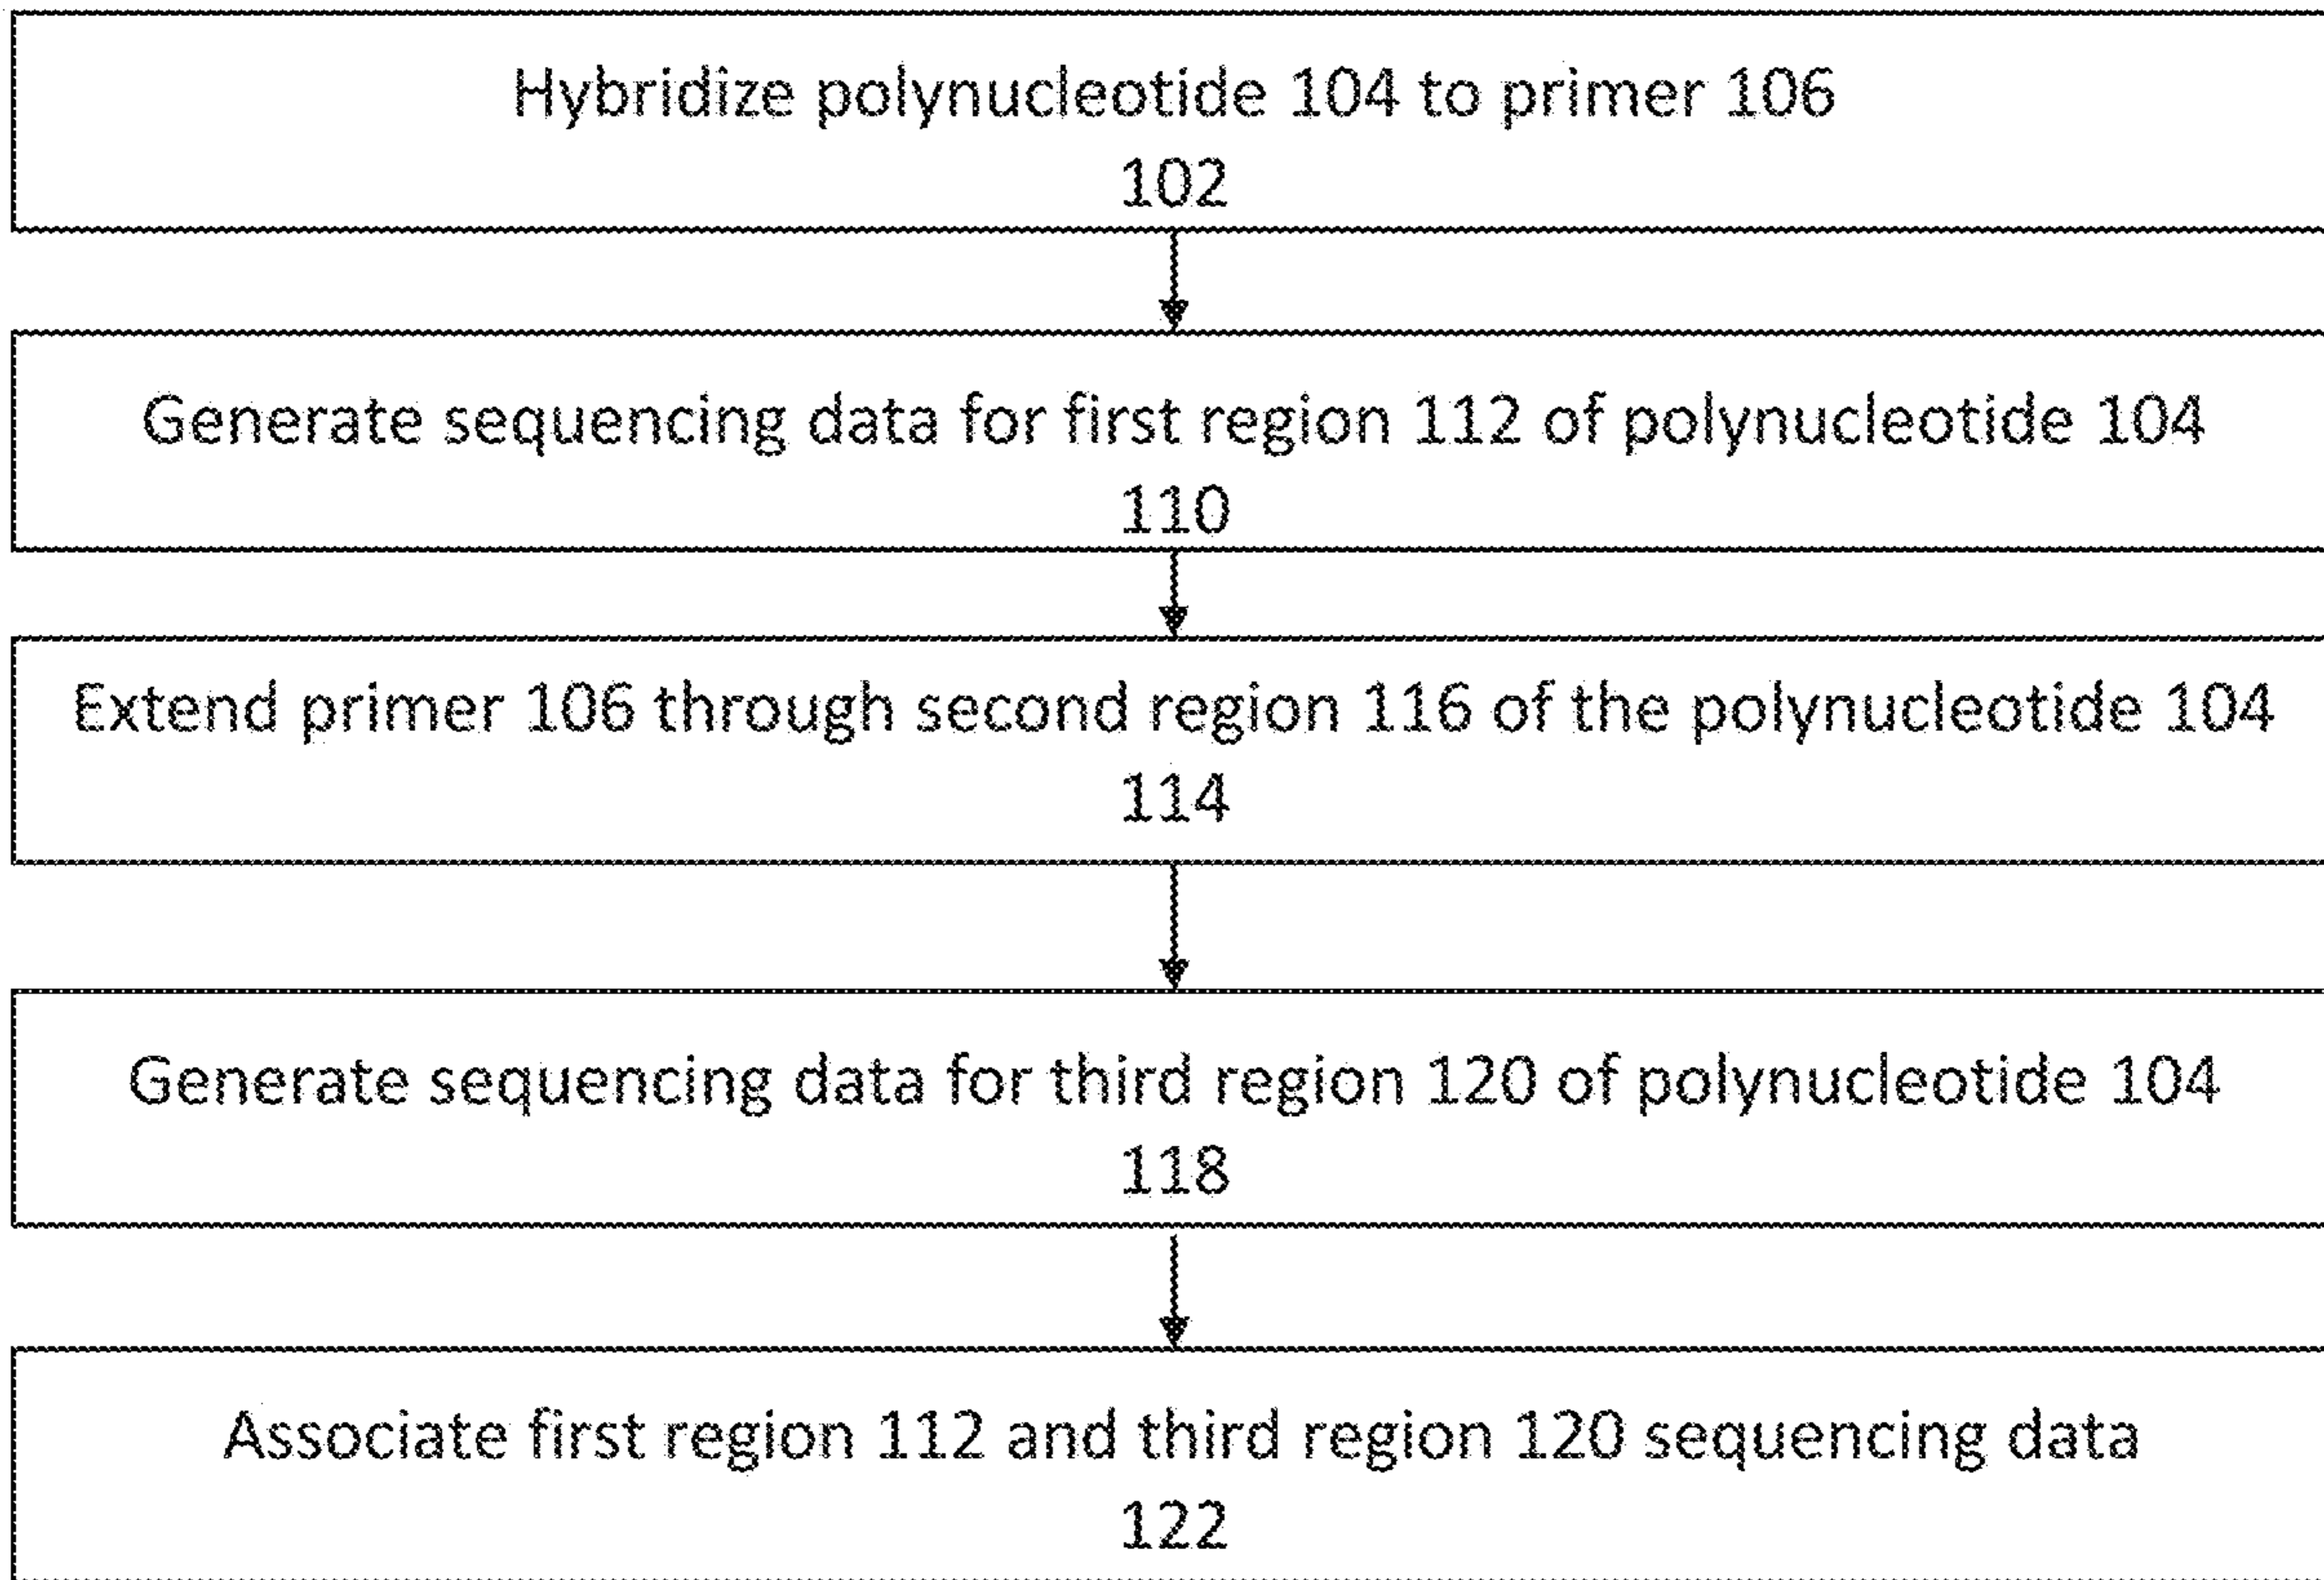 Hybridize polynucleotide 104 to primer 106
102
Generate sequencing data for first region 112 of polynucleotide 104
110
Extend primer 106 through second region 116 of the polynucleotide 104
114
Generate sequencing data for third region 120 of polynucleotide 104
118
Associate first region 112 and third region 120 sequencing data
122